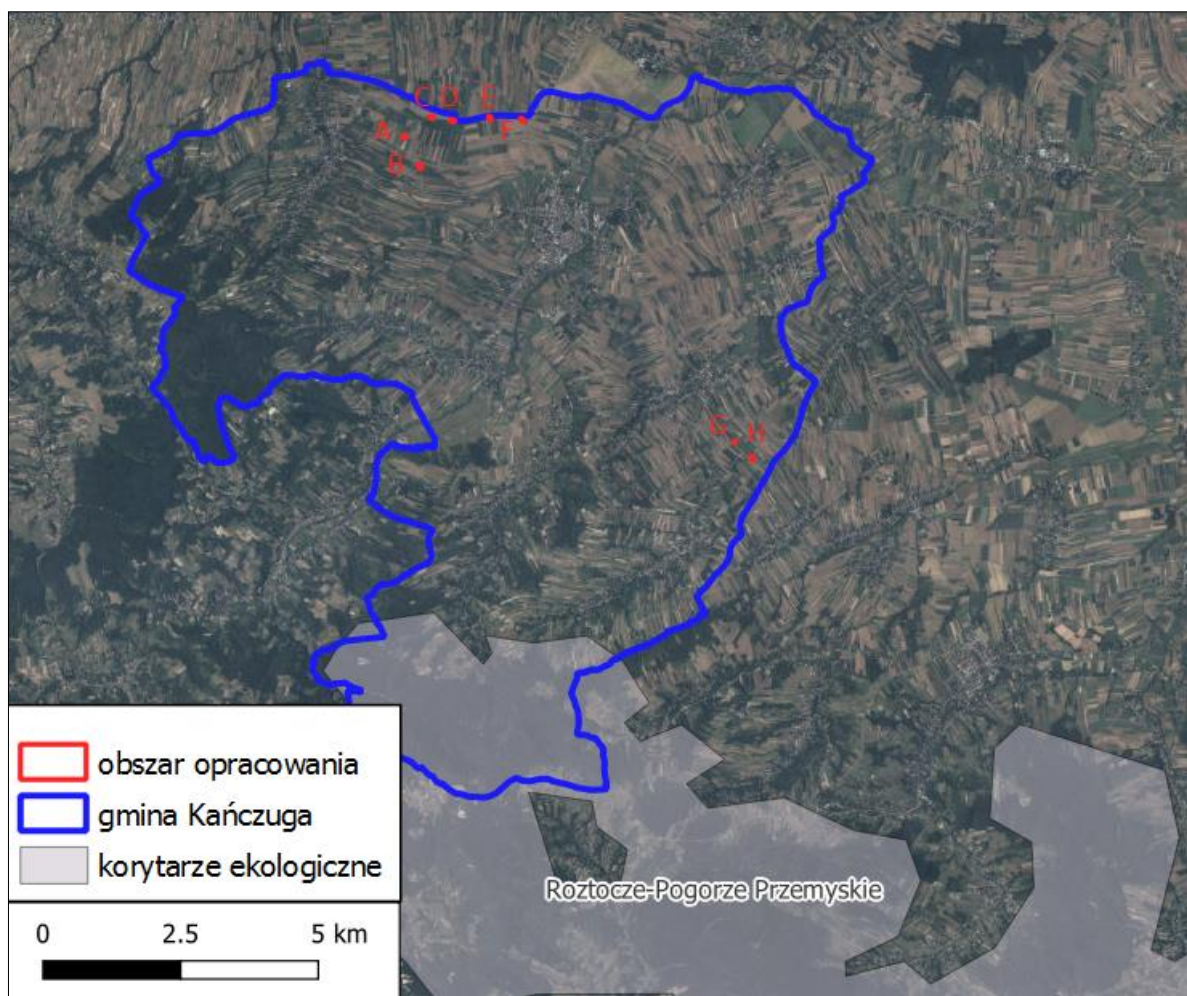 C D E
F
A
B
G H
obszar opracowania
gmina Kańczuga
korytarze ekologiczne
Roztocze-Pogorze Przemyskie
0 2.5 5 km